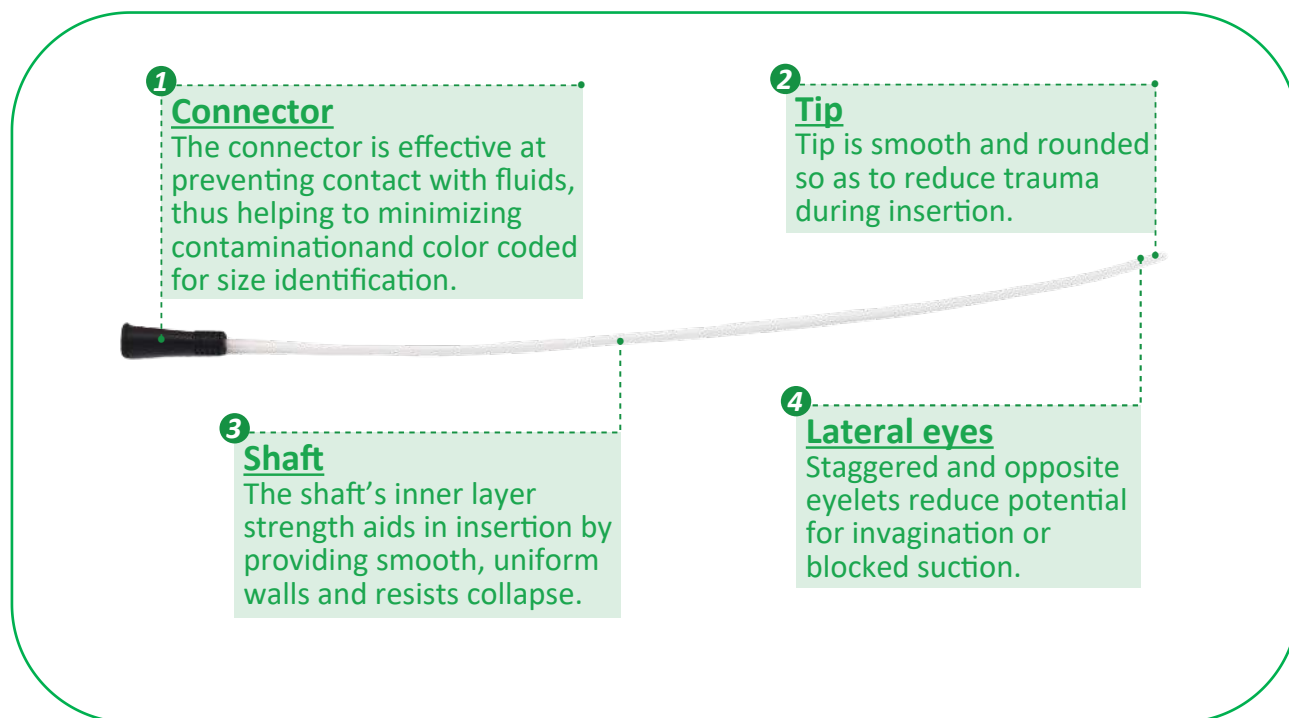 1
Connector
The connector is effective at
preventing contact with fluids,
thus helping to minimizing
contaminationand color coded
for size identification.
2
Tip
Tip is smooth and rounded
so as to reduce trauma
during insertion.
3
Shaft
The shaft's inner layer
strength aids in insertion by
providing smooth, uniform
walls and resists collapse.
4
Lateral eyes
Staggered and opposite
eyelets reduce potential
for invagination or
blocked suction.